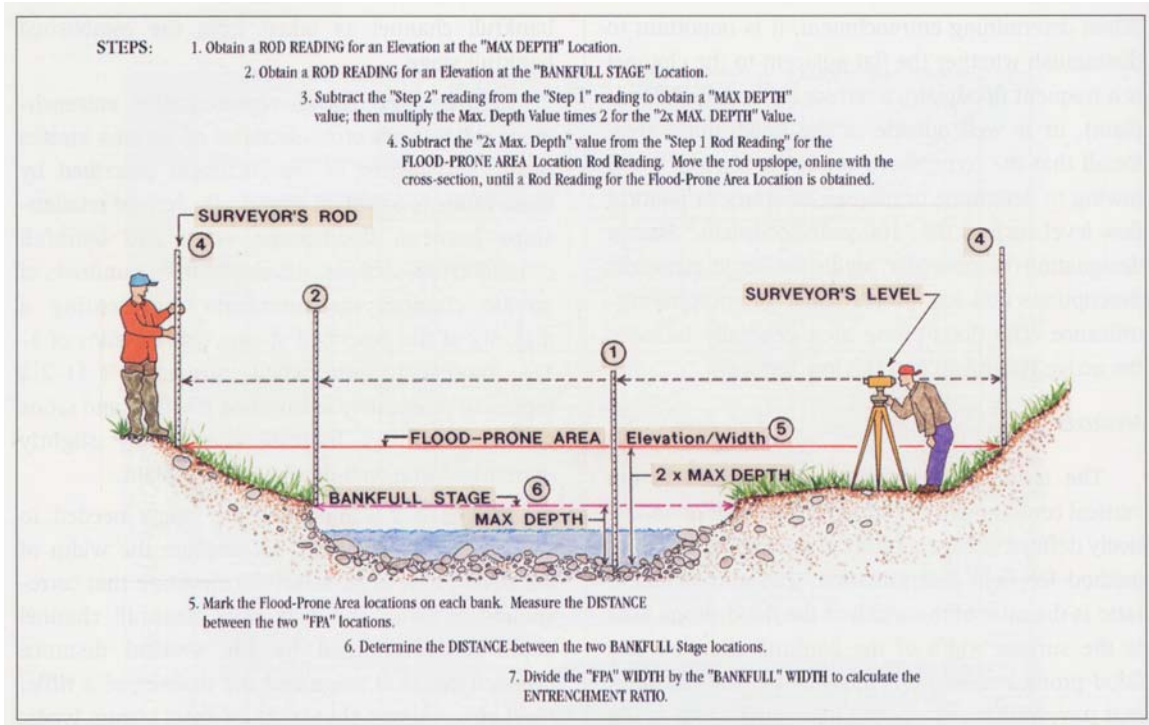 STEPS: 1. Obtain a ROD READING for an Elevation at the "MAX DEPTH" Location.
2. Obtain a ROD READING for an Elevation at the "BANKFULL STAGE" Location.
3. Subtract the "Step 2" reading from the "Step 1" reading to obtain a "MAX DEPTH"
value; then multiply the Max. Depth Value times 2 for the "2x MAX. DEPTH" Value.
4. Subtract the "2x Max. Depth" value from the "Step 1 Rod Reading" for the
FLOOD-PRONE AREA Location Rod Reading. Move the rod upslope, online with the
cross-section, until a Rod Reading for the Flood-Prone Area Location is obtained.
SURVEYOR'S ROD
4
4
2
SURVEYOR'S LEVEL
1
FLOOD-PRONE AREA Elevation/Width 5
2 x MAX DEPTH
BANKFULL STAGE 6
MAX DEPTH
5. Mark the Flood-Prone Area locations on each bank. Measure the DISTANCE
between the two "FPA" locations.
6. Determine the DISTANCE between the two BANKFULL Stage locations.
7. Divide the "FPA" WIDTH by the "BANKFULL" WIDTH to calculate the
ENTRENCHMENT RATIO.